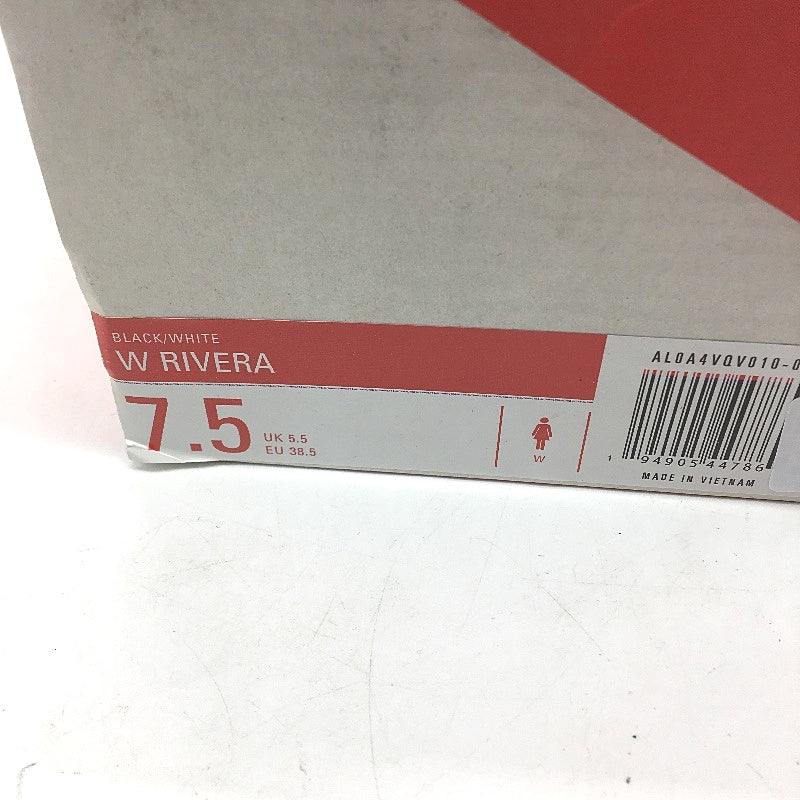 BLACK/WHITE
W RIVERA
7.5
UK 5.5
EU 38.5
W
AL0A4VQV010-0
1 94905 44786
MADE IN VIETNAM